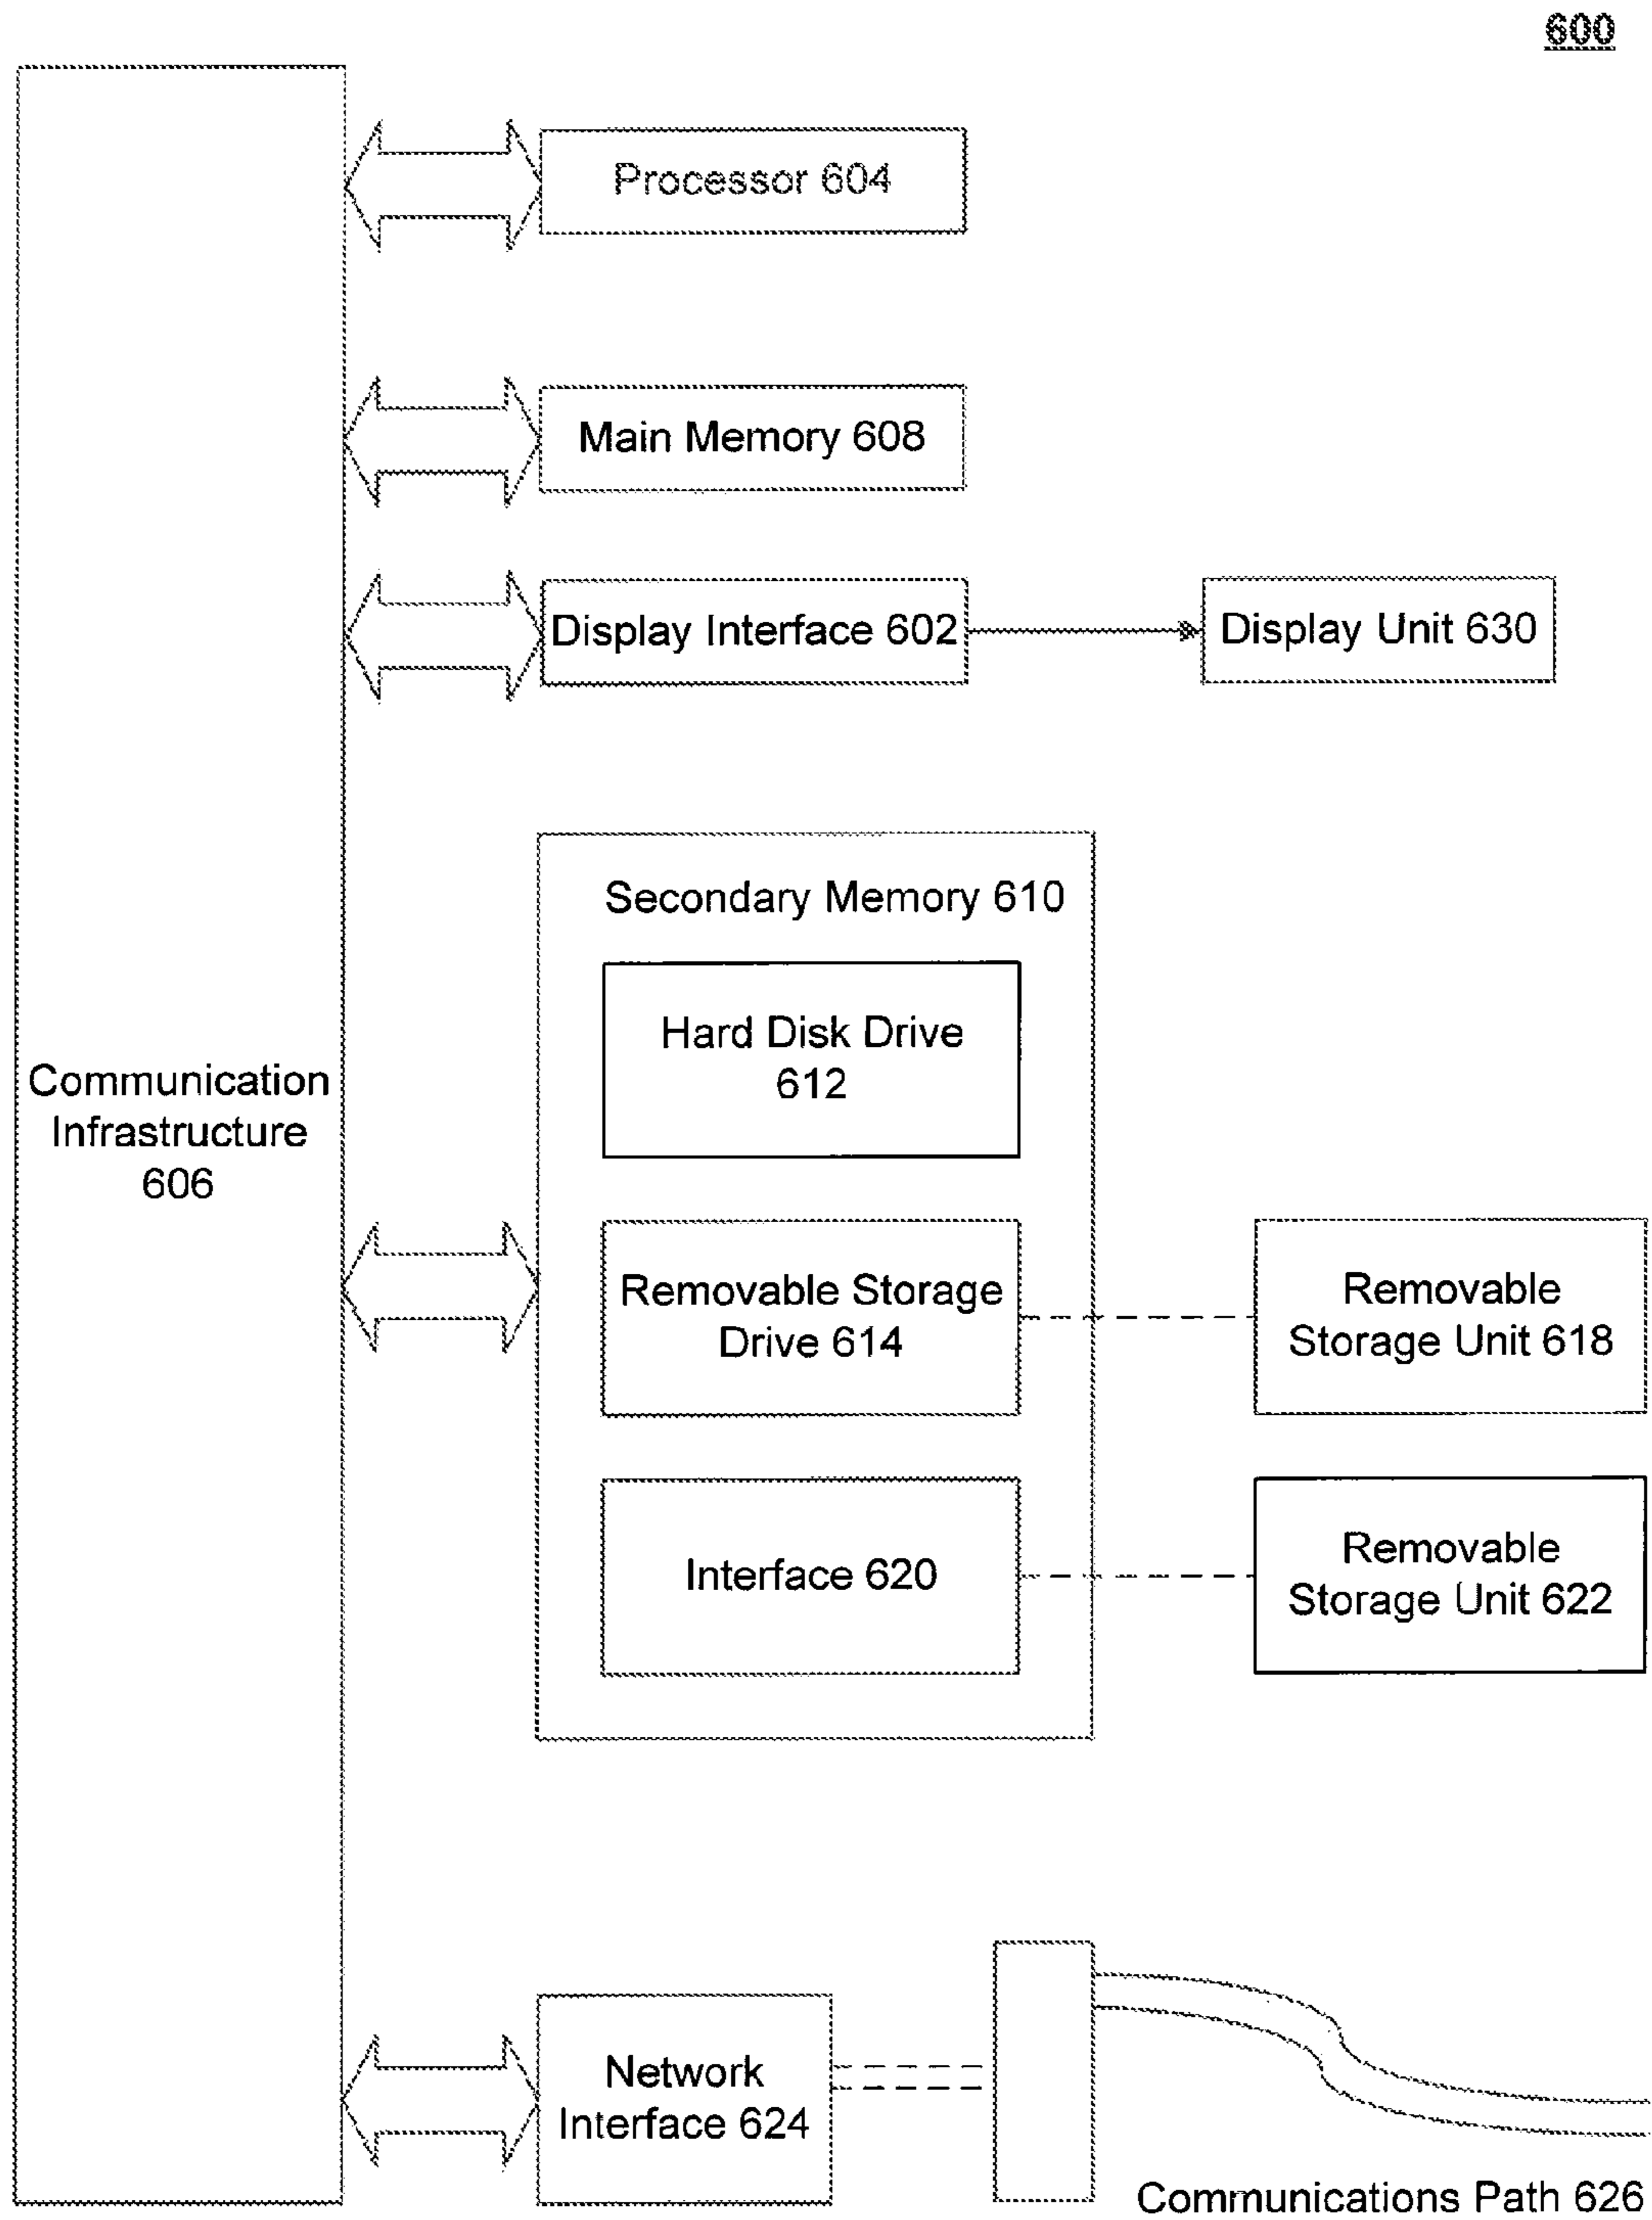 600
Processor 604
Main Memory 608
Display Interface 602
Display Unit 630
Secondary Memory 610
Hard Disk Drive
612
Communication
Infrastructure
606
Removable Storage
Drive 614
Removable
Storage Unit 618
Interface 620
Removable
Storage Unit 622
Network
Interface 624
Communications Path 626